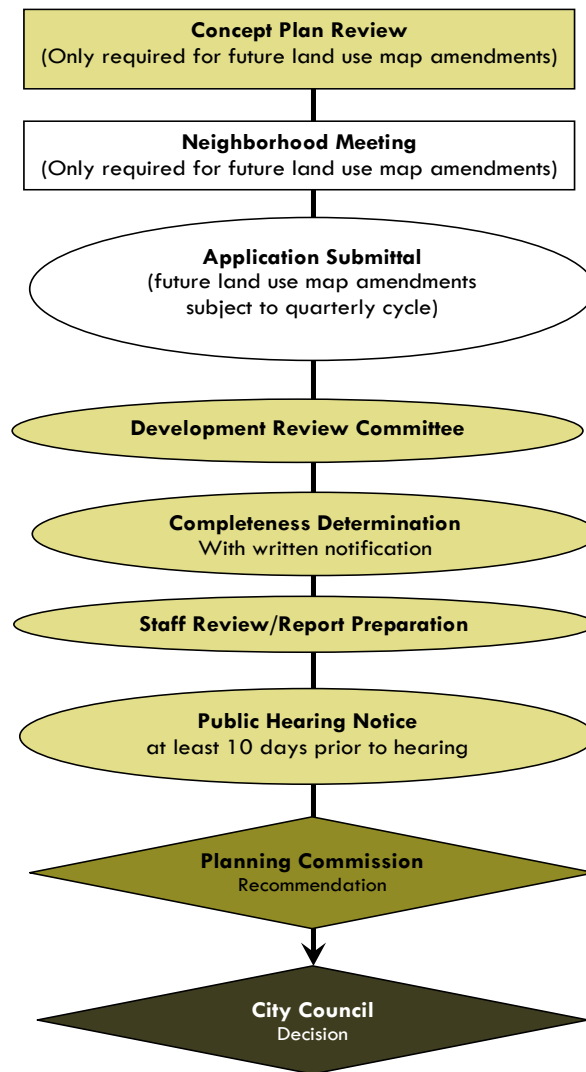 Concept Plan Review
(Only required for future land use map amendments)
Neighborhood Meeting
(Only required for future land use map amendments)
Application Submittal
(future land use map amendments
subject to quarterly cycle)
Development Review Committee
Completeness Determination
With written notification
Staff Review/Report Preparation
Public Hearing Notice
at least 10 days prior to hearing
Planning Commission
Recommendation
City Council
Decision